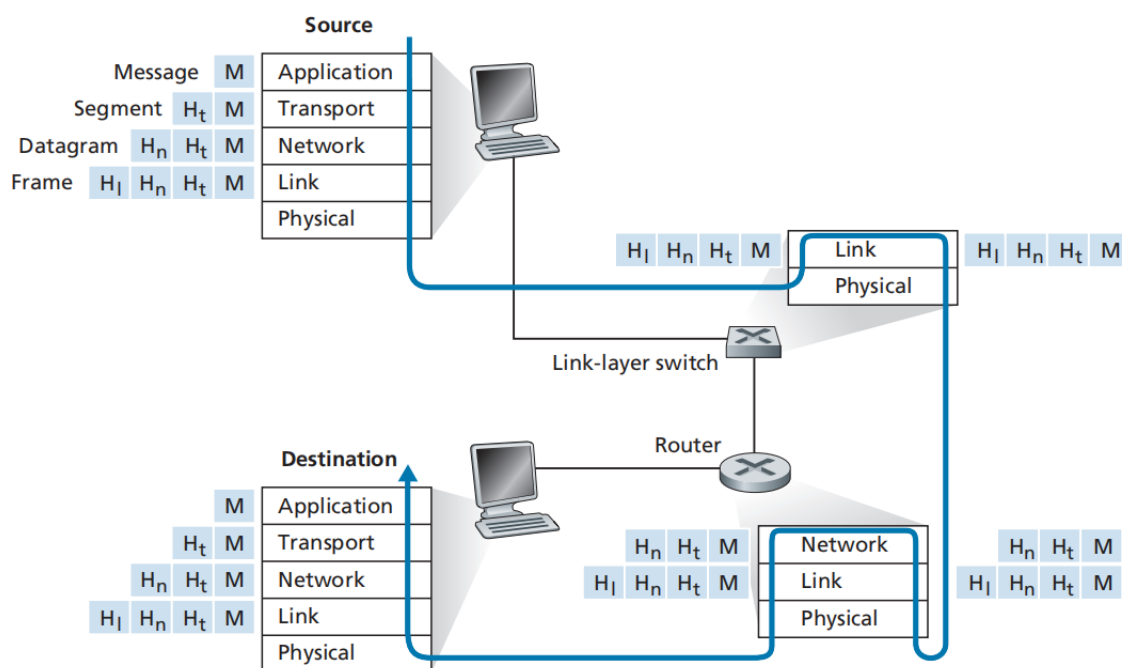 Source
Message M Application
Segment Ht M Transport
Datagram Hn Ht M Network
Frame Hl Hn Ht M Link
Physical
Hl Hn Ht M Link Hl Hn Ht M
Physical
Link-layer switch
Router
Destination
M Application
Ht M Transport
Hn Ht M Network
Hl Hn Ht M Link
Physical
Hn Ht M Network Hn Ht M
Hl Hn Ht M Link Hl Hn Ht M
Physical